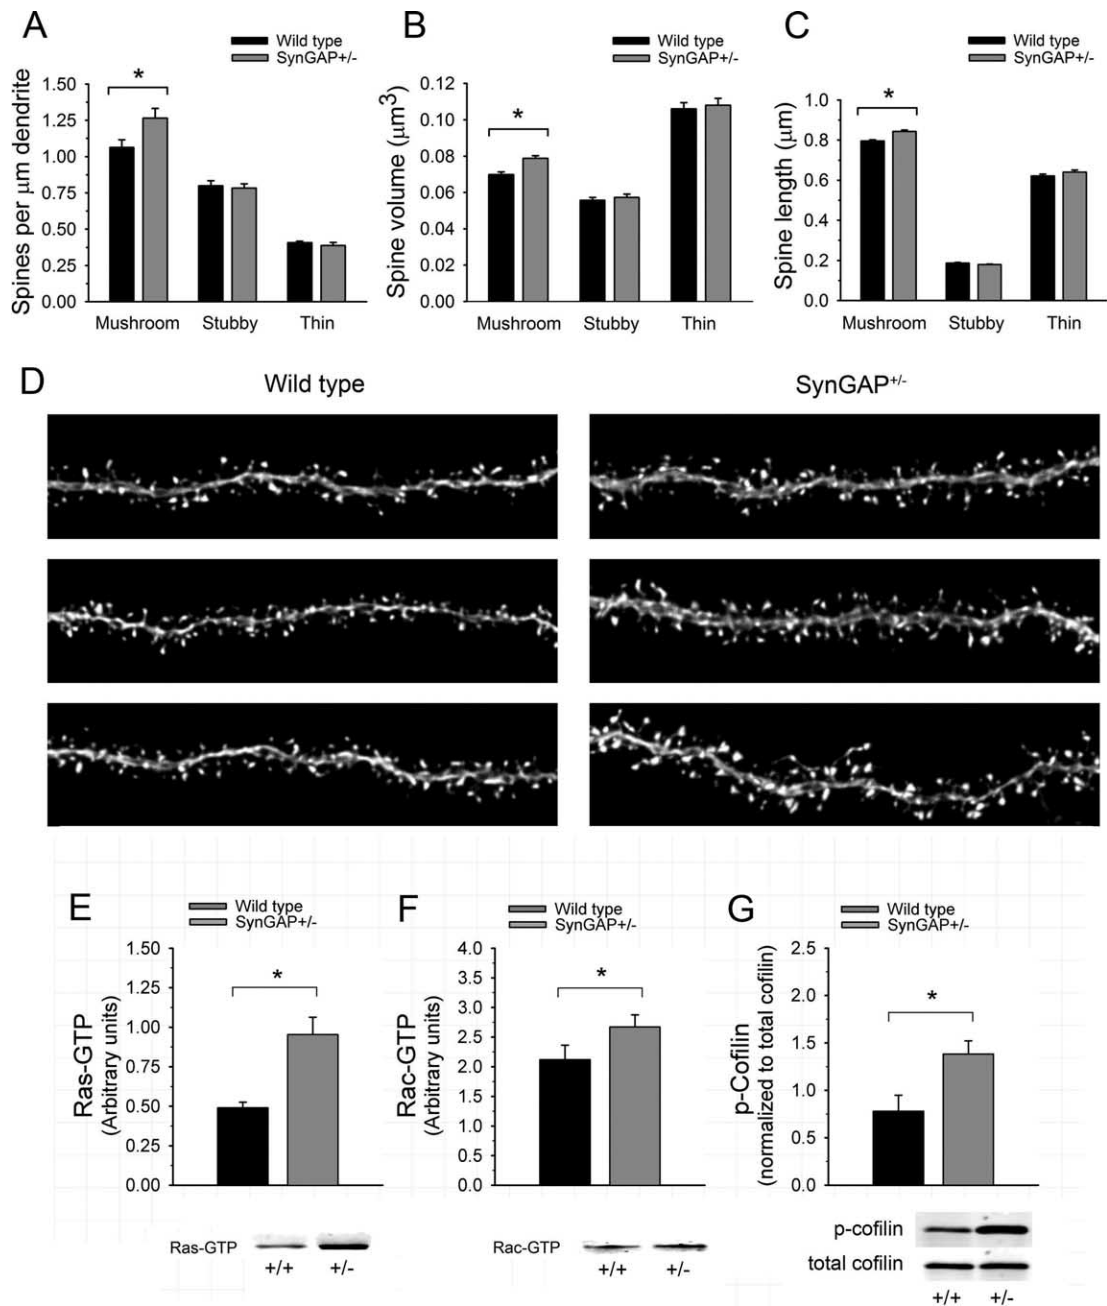 A
Wild type
SynGAP+/-
Spines per μm dendrite
1.50
1.25
1.00
0.75
0.50
0.25
0.00
Mushroom Stubby Thin
*
B
Wild type
SynGAP+/-
Spine volume (μm3)
0.12
0.10
0.08
0.06
0.04
0.02
0.00
Mushroom Stubby Thin
*
C
Wild type
SynGAP+/-
Spine length (μm)
1.0
0.8
0.6
0.4
0.2
0.0
Mushroom Stubby Thin
*
D
Wild type
SynGAP+/-
E
Wild type
SynGAP+/-
Ras-GTP
(Arbitrary units)
1.50
1.25
1.00
0.75
0.50
0.25
0.00
*
Ras-GTP
+/+ +/-
F
Wild type
SynGAP+/-
Rac-GTP
(Arbitrary units)
4.0
3.5
3.0
2.5
2.0
1.5
1.0
0.5
0.0
*
Rac-GTP
+/+ +/-
G
Wild type
SynGAP+/-
p-Cofilin
(normalized to total cofilin)
2.5
2.0
1.5
1.0
0.5
0.0
*
p-cofilin
total cofilin
+/+ +/-